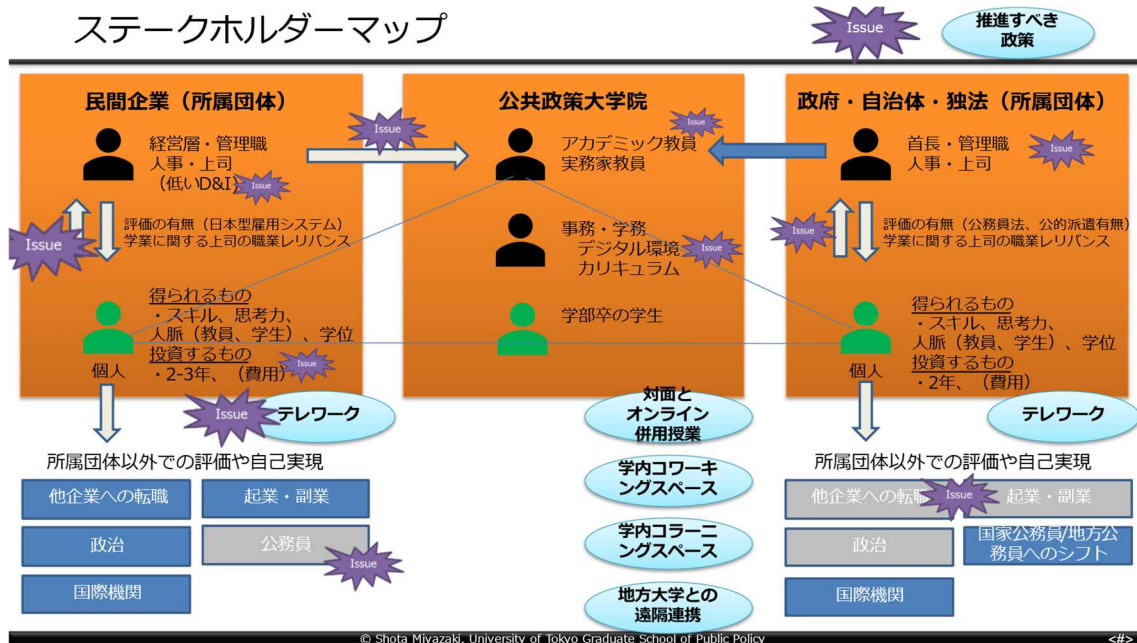 ステークホルダーマップ
Issue
推進すべき
政策
民間企業（所属団体）
経営層・管理職
人事・上司
（低いD&I）
Issue
Issue
評価の有無（日本型雇用システム）
学業に関する上司の職業レリバンス
Issue
得られるもの
・スキル、思考力、
人脈（教員、学生）、学位
投資するもの
・2-3年、（費用）
Issue
個人
公共政策大学院
アカデミック教員
実務家教員
Issue
事務・学務
デジタル環境
カリキュラム
Issue
学部卒の学生
政府・自治体・独法（所属団体）
首長・管理職
人事・上司
Issue
評価の有無（公務員法、公的派遣有無）
学業に関する上司の職業レリバンス
Issue
得られるもの
・スキル、思考力、
人脈（教員、学生）、学位
投資するもの
・2年、（費用）
個人
Issue
テレワーク
所属団体以外での評価や自己実現
他企業への転職
起業・副業
政治
公務員
Issue
国際機関
対面と
オンライン
併用授業
学内コワーキ
ングスペース
学内コラーニ
ングスペース
地方大学との
遠隔連携
テレワーク
所属団体以外での評価や自己実現
他企業への転職
Issue
起業・副業
政治
国家公務員/地方公
務員へのシフト
国際機関
© Shota Miyazaki, University of Tokyo Graduate School of Public Policy
<#>